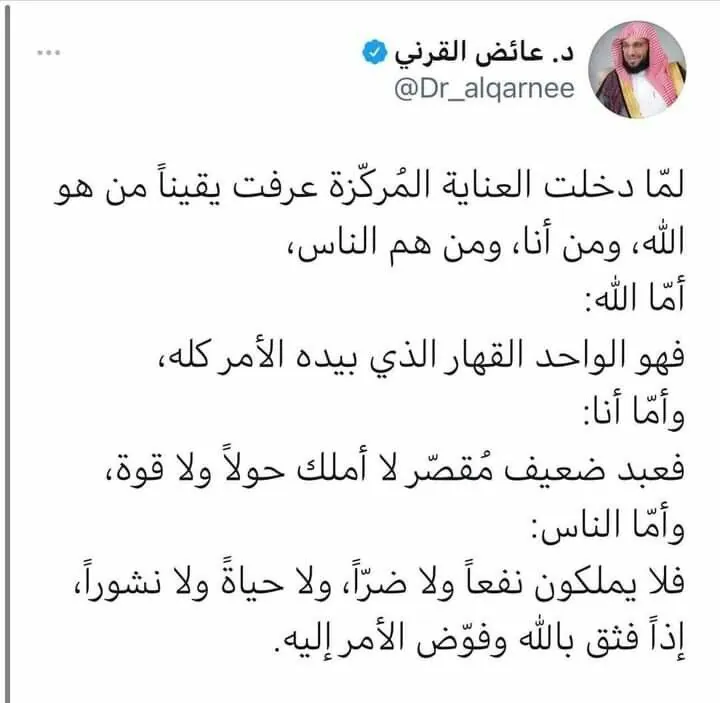 د. عائض القرني
@Dr_alqarnee
لمّا دخلت العناية المُركّزة عرفت يقيناً من هو
الله، ومن أنا، ومن هم الناس،
أمّا الله:
فهو الواحد القهار الذي بيده الأمر كله،
وأمّا أنا:
فعبد ضعيف مُقصّر لا أملك حولاً ولا قوة،
وأمّا الناس:
فلا يملكون نفعاً ولا ضرّاً، ولا حياةً ولا نشوراً،
إذاً فثق بالله وفوّض الأمر إليه.